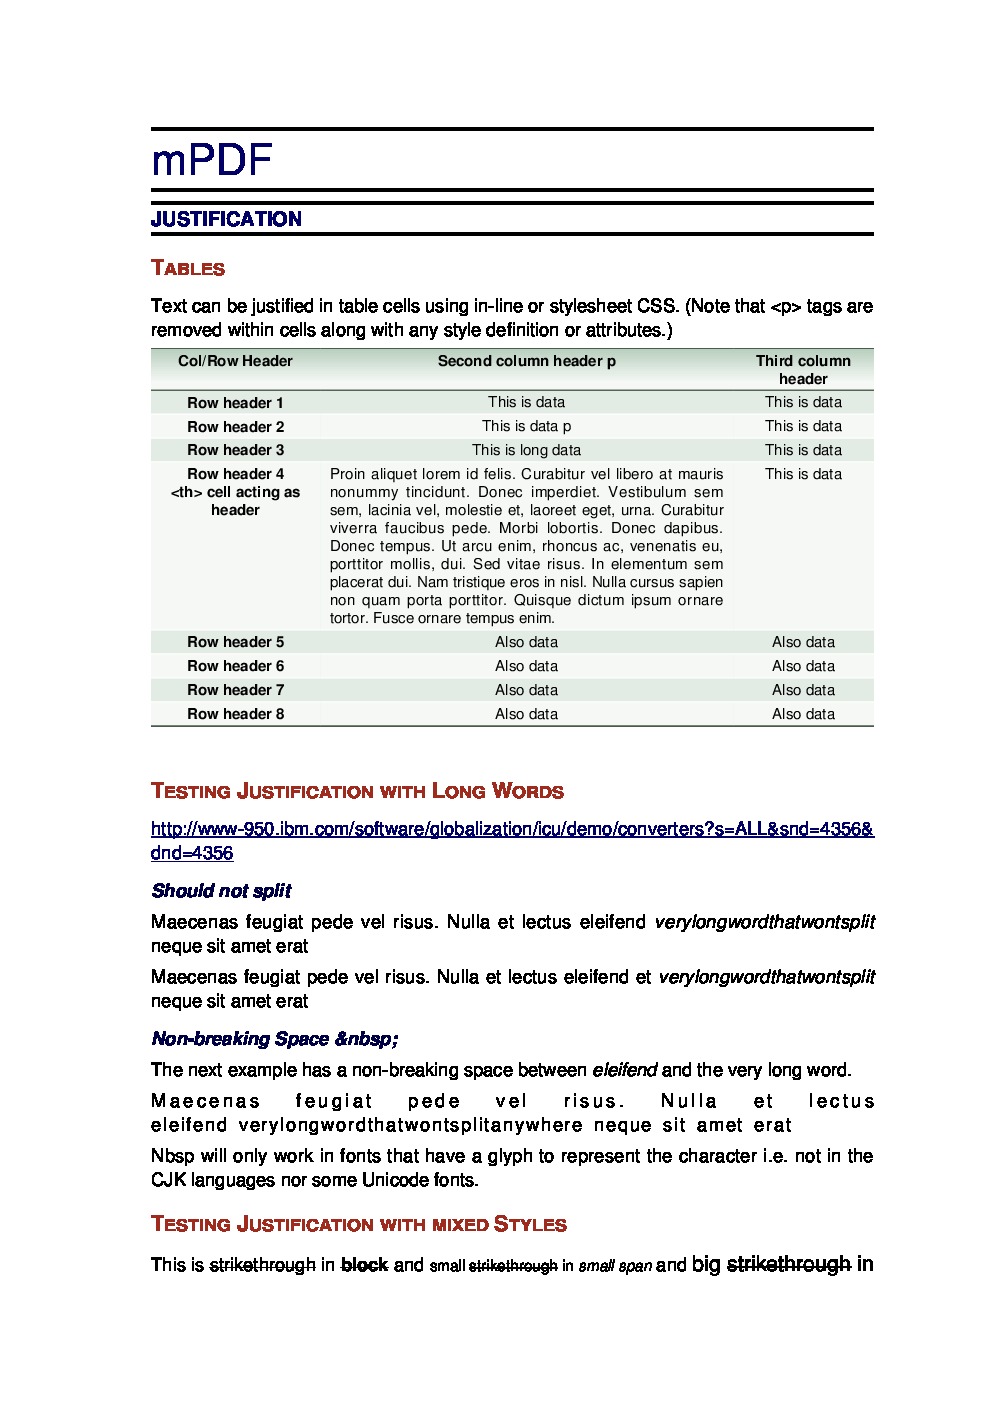 mPDF
JUSTIFICATION
TABLES
Text can be justified in table cells using in-line or stylesheet CSS. (Note that <p> tags are
removed within cells along with any style definition or attributes.)
Col/Row Header Second column header p Third column
header
Row header 1 This is data This is data
Row header 2 This is data p This is data
Row header 3 This is long data This is data
Row header 4 Proin aliquet lorem id felis. Curabitur vel libero at mauris This is data
<th> cell acting as nonummy tincidunt. Donec imperdiet. Vestibulum sem
header sem, lacinia vel, molestie et, laoreet eget, urna. Curabitur
viverra faucibus pede. Morbi lobortis. Donec dapibus.
Donec tempus. Ut arcu enim, rhoncus ac, venenatis eu,
porttitor mollis, dui. Sed vitae risus. In elementum sem
placerat dui. Nam tristique eros in nisl. Nulla cursus sapien
non quam porta porttitor. Quisque dictum ipsum ornare
tortor. Fusce ornare tempus enim.
Row header 5 Also data Also data
Row header 6 Also data Also data
Row header 7 Also data Also data
Row header 8 Also data Also data
TESTING JUSTIFICATION WITH LONG WORDS
http://www-950.ibm.com/software/globalization/icu/demo/converters?s=ALL&snd=4356&
dnd=4356
Should not split
Maecenas feugiat pede vel risus. Nulla et lectus eleifend verylongwordthatwontsplit
neque sit amet erat
Maecenas feugiat pede vel risus. Nulla et lectus eleifend et verylongwordthatwontsplit
neque sit amet erat
Non-breaking Space &nbsp;
The next example has a non-breaking space between eleifend and the very long word.
Maecenas feugiat pede vel risus. Nulla et lectus
eleifend verylongwordthatwontsplitanywhere neque sit amet erat
Nbsp will only work in fonts that have a glyph to represent the character i.e. not in the
CJK languages nor some Unicode fonts.
TESTING JUSTIFICATION WITH MIXED STYLES
This is strikethrough in block and small strikethrough in small span and big strikethrough in